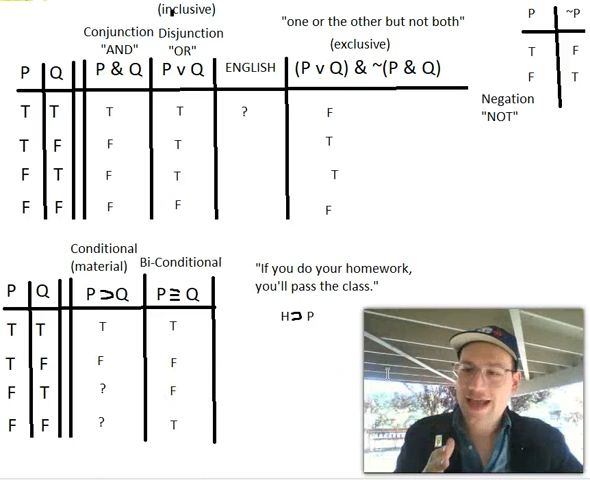 (inclusive)
"one or the other but not both"
Conjunction Disjunction
"AND" "OR"
(exclusive)
P Q P & Q P v Q ENGLISH (P v Q) & ~(P & Q)
T T T T ? F
T F F T T
F T F T T
F F F F F
P ~P
T F
F T
Negation
"NOT"
Conditional
(material) Bi-Conditional
P Q P ⊃ Q P ≡ Q
T T T T
T F F F
F T ? F
F F ? T
"If you do your homework,
you'll pass the class."
H ⊃ P